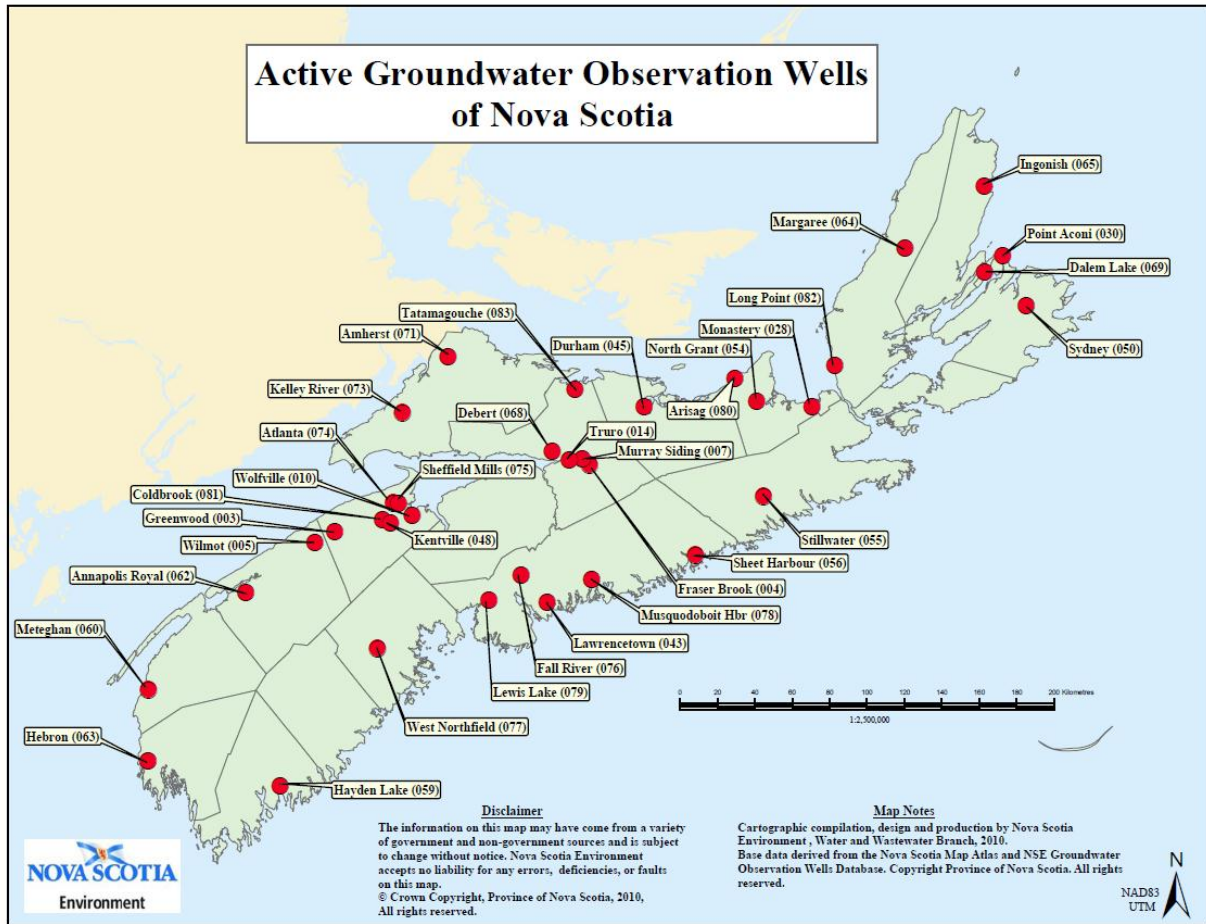 Active Groundwater Observation Wells
of Nova Scotia
Ingonish (065)
Margaree (064)
Point Aconi (030)
Dalem Lake (069)
Long Point (082)
Tatamagouche (083)
Monastery (028)
Amherst (071)
Durham (045)
North Grant (054)
Sydney (050)
Kelley River (073)
Arisag (080)
Debert (068)
Truro (014)
Atlanta (074)
Murray Siding (007)
Sheffield Mills (075)
Wolfville (010)
Coldbrook (081)
Greenwood (003)
Kentville (048)
Stillwater (055)
Wilmot (005)
Sheet Harbour (056)
Annapolis Royal (062)
Fraser Brook (004)
Musquodoboit Hbr (078)
Meteghan (060)
Lawrencetown (043)
Fall River (076)
Lewis Lake (079)
West Northfield (077)
Hebron (063)
Hayden Lake (059)
0 20 40 60 80 100 120 140 160 180 200 Kilometres
1:2,500,000
Disclaimer
The information on this map may have come from a variety
of government and non-government sources and is subject
to change without notice. Nova Scotia Environment
accepts no liability for any errors, deficiencies, or faults
on this map.
© Crown Copyright, Province of Nova Scotia, 2010,
All rights reserved.
Map Notes
Cartographic compilation, design and production by Nova Scotia
Environment , Water and Wastewater Branch, 2010.
Base data derived from the Nova Scotia Map Atlas and NSE Groundwater
Observation Wells Database. Copyright Province of Nova Scotia. All rights
reserved.
N
NAD83
UTM
NOVA SCOTIA
Environment